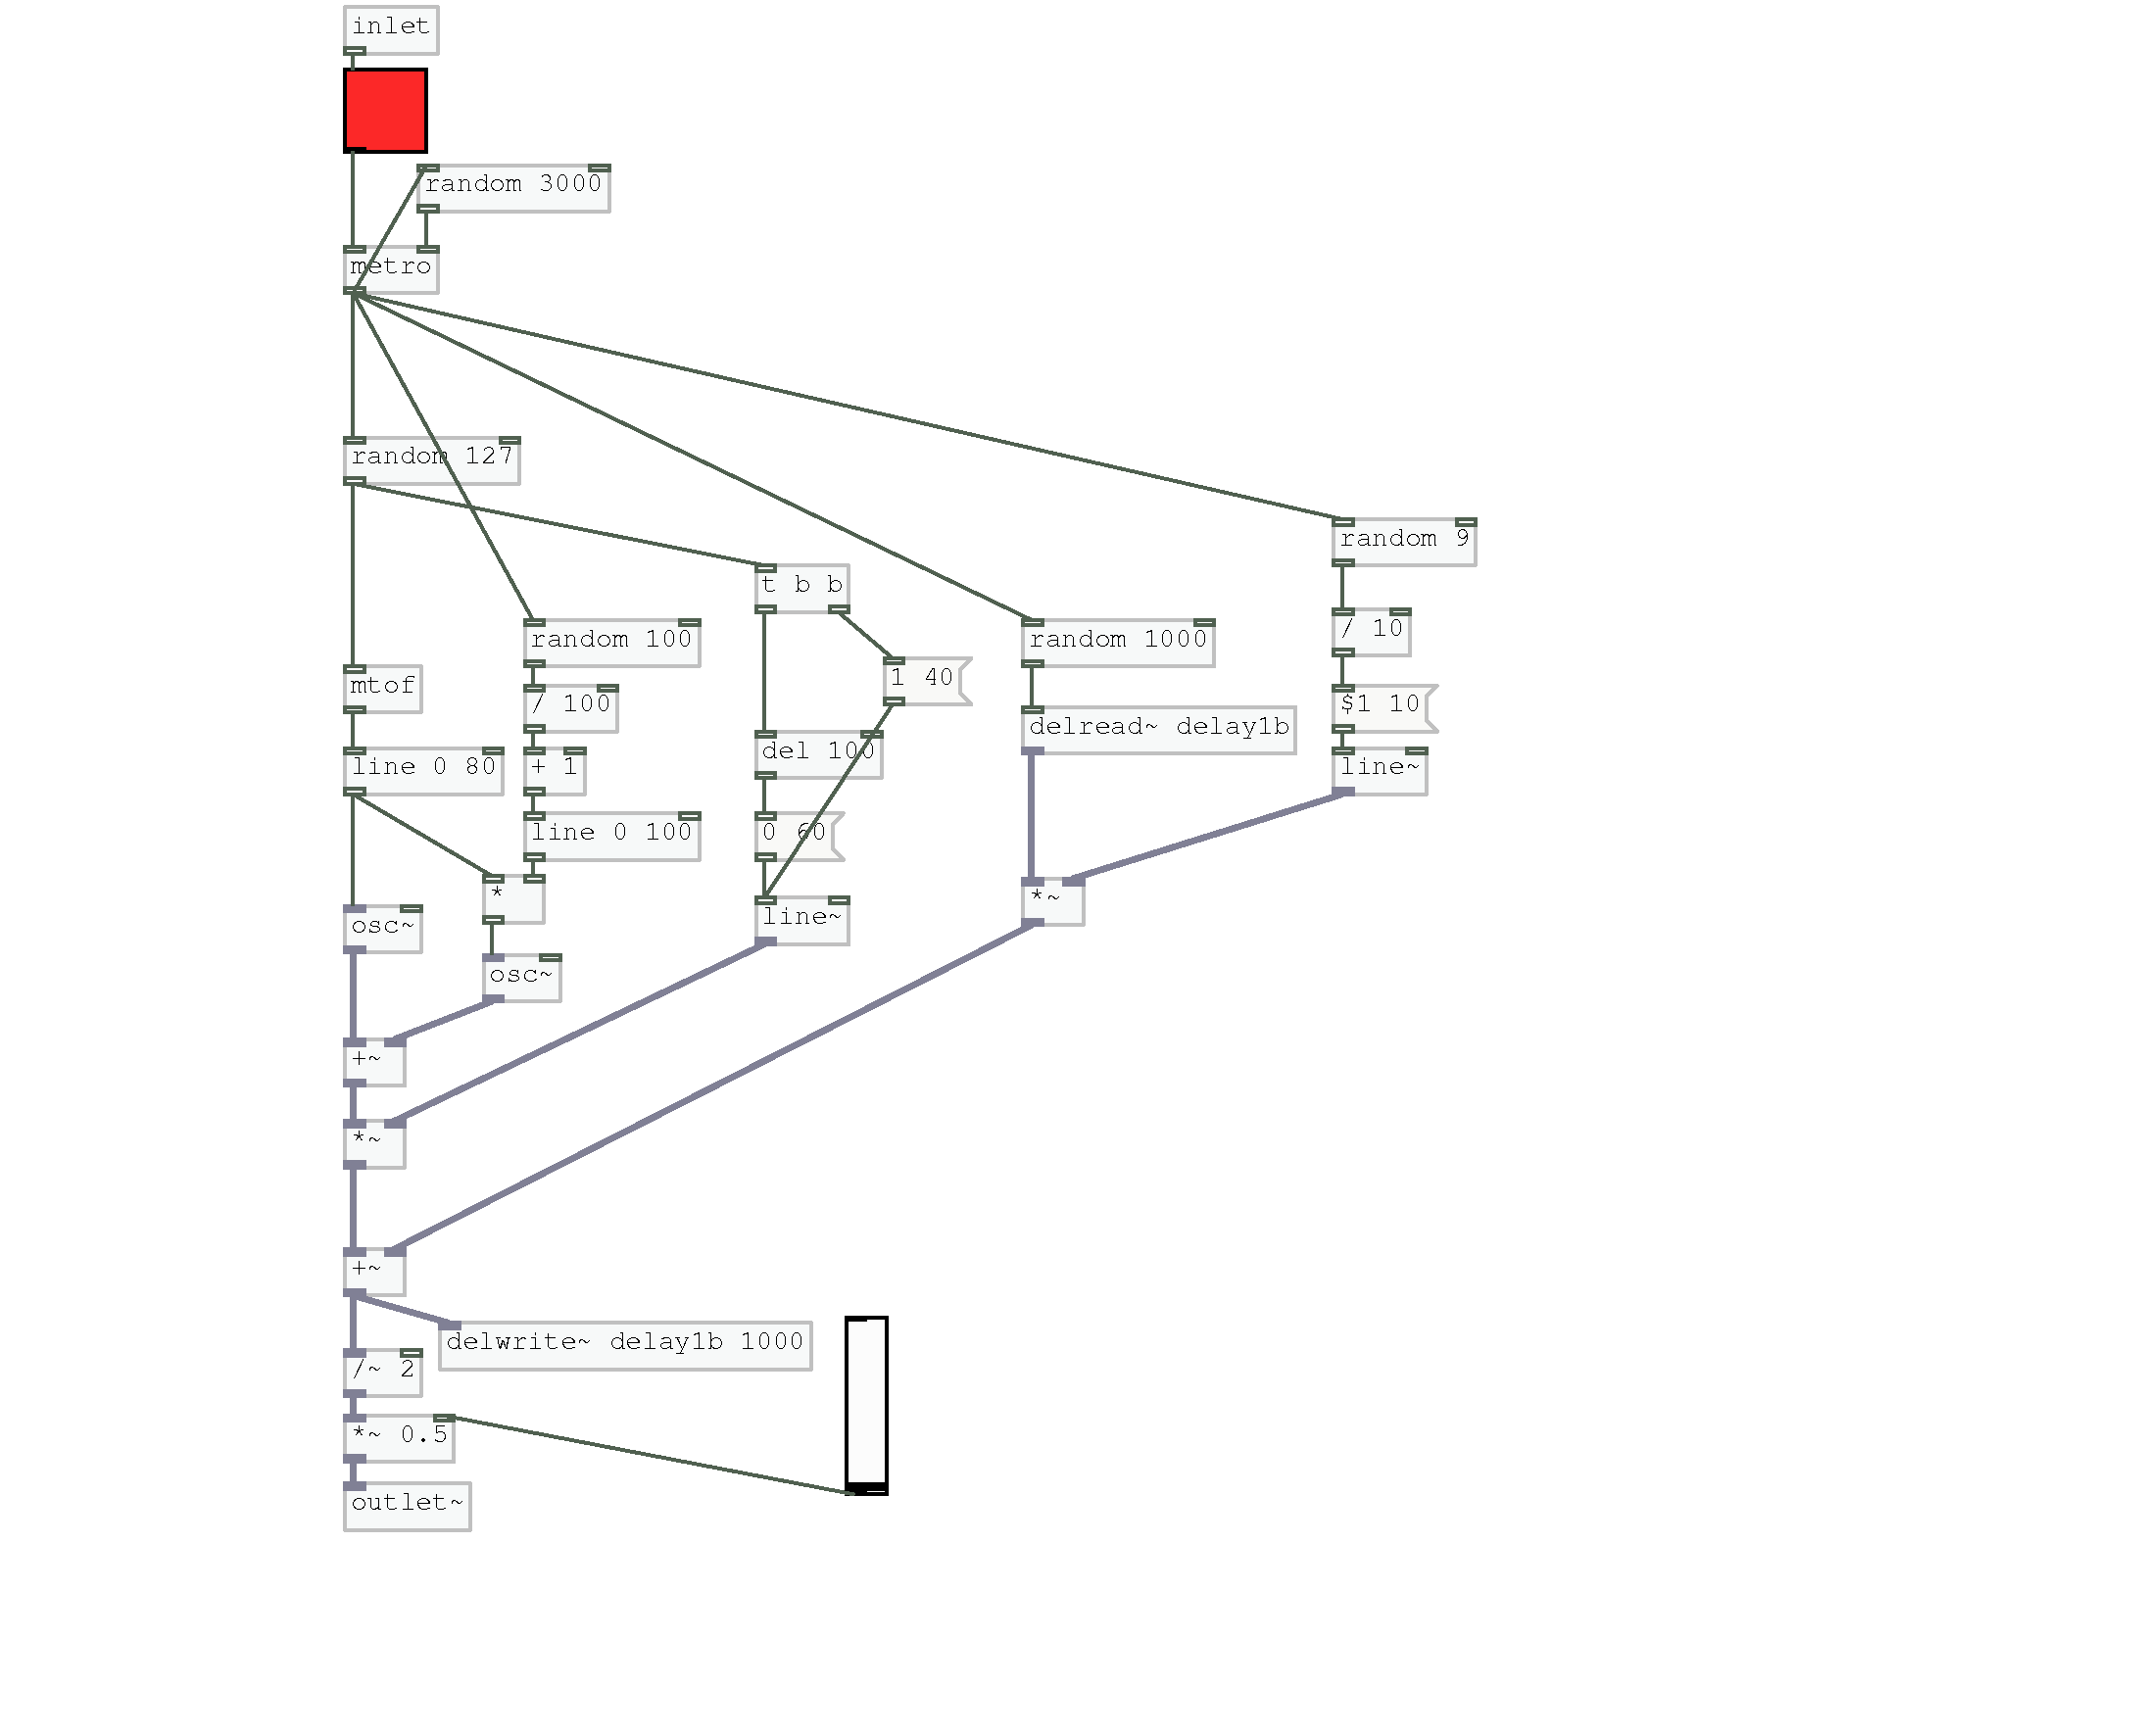 inlet
random 3000
metro
random 127
random 9
t b b
/ 10
random 100
random 1000
1 40
mtof
/ 100
$1 10
delread~ delay1b
del 100
line 0 80
+ 1
line~
line 0 100
0 60
*
*~
line~
osc~
osc~
+~
*~
+~
delwrite~ delay1b 1000
/~ 2
*~ 0.5
outlet~